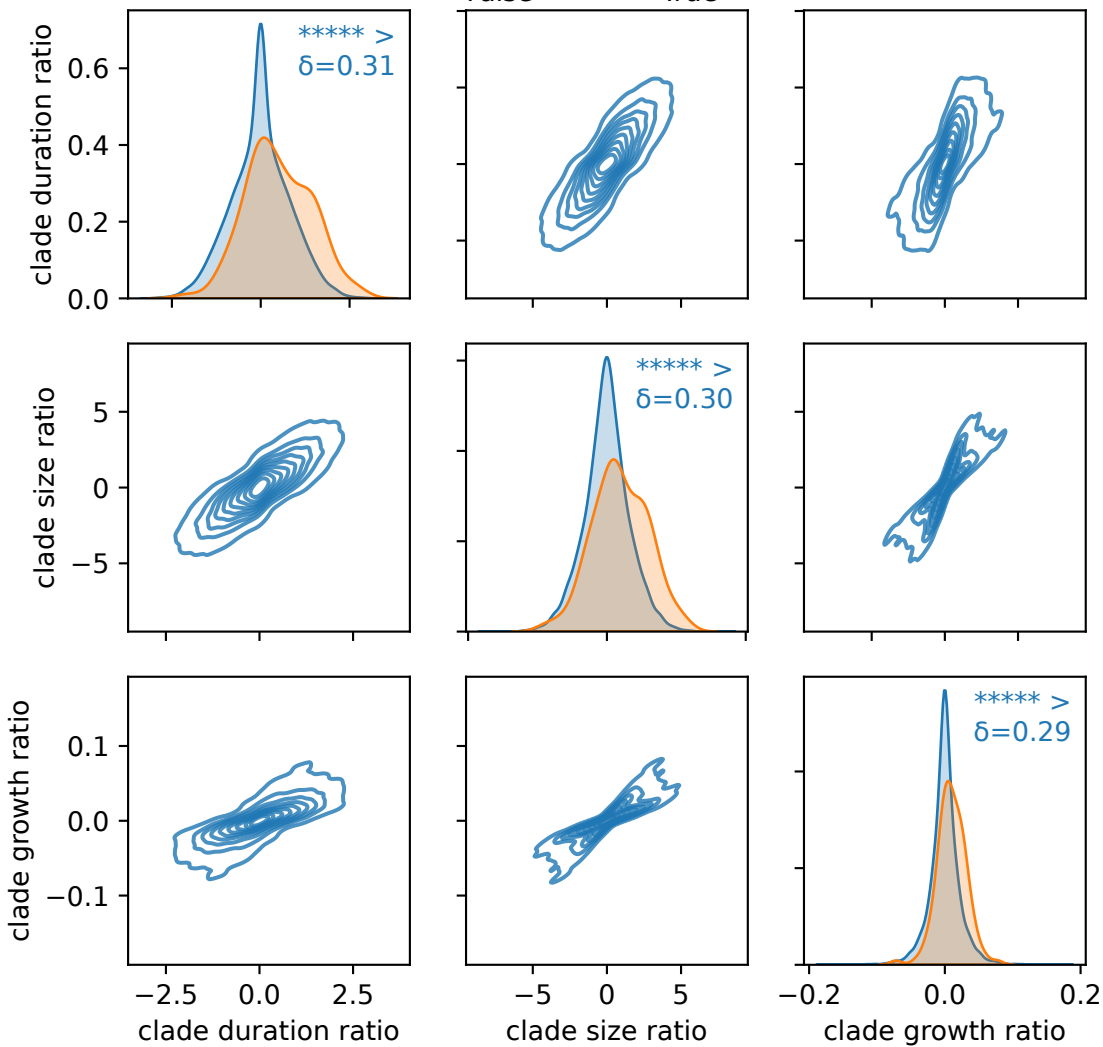 ***** >
δ=0.31
clade duration ratio
0.6
0.4
0.2
0.0
***** >
δ=0.30
clade size ratio
5
0
−5
***** >
δ=0.29
clade growth ratio
0.1
0.0
−0.1
−2.5 0.0 2.5
−5 0 5
−0.2 0.0 0.2
clade duration ratio
clade size ratio
clade growth ratio